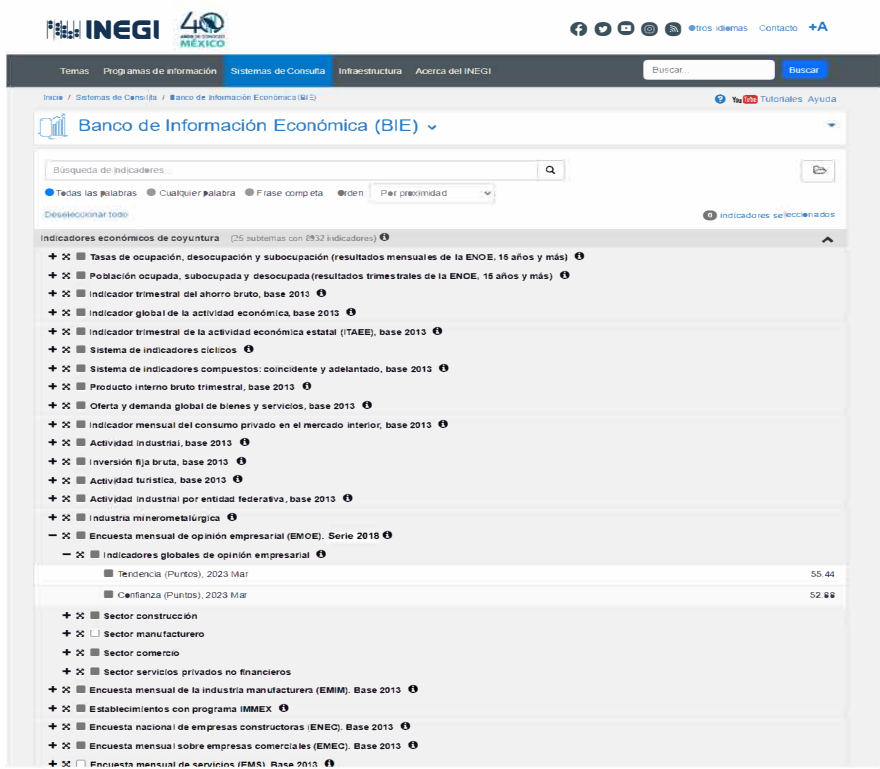 INEGI 40 ANIVERSARIO MÉXICO Otros idiomas Contacto +A
Temas Programas de información Sistemas de Consulta Infraestructura Acerca del INEGI Buscar... Buscar
Inicio / Sistemas de Consulta / Banco de Información Económica (BIE) You Tube Tutoriales Ayuda
Banco de Información Económica (BIE)
Búsqueda de indicadores...
Todas las palabras Cualquier palabra Frase completa Orden Por proximidad
Deseleccionar todo 0 indicadores seleccionados
Indicadores económicos de coyuntura (25 subtemas con 8932 indicadores)
Tasas de ocupación, desocupación y subocupación (resultados mensuales de la ENOE, 15 años y más)
Población ocupada, subocupada y desocupada (resultados trimestrales de la ENOE, 15 años y más)
Indicador trimestral del ahorro bruto, base 2013
Indicador global de la actividad económica, base 2013
Indicador trimestral de la actividad económica estatal (ITAEE), base 2013
Sistema de indicadores cíclicos
Sistema de indicadores compuestos: coincidente y adelantado, base 2013
Producto interno bruto trimestral, base 2013
Oferta y demanda global de bienes y servicios, base 2013
Indicador mensual del consumo privado en el mercado interior, base 2013
Actividad industrial, base 2013
Inversión fija bruta, base 2013
Actividad turística, base 2013
Actividad industrial por entidad federativa, base 2013
Industria minerometalúrgica
Encuesta mensual de opinión empresarial (EMOE). Serie 2018
Indicadores globales de opinión empresarial
Tendencia (Puntos), 2023 Mar 55.44
Confianza (Puntos), 2023 Mar
Sector construcción
Sector manufacturero
Sector comercio
Sector servicios privados no financieros
Encuesta mensual de la industria manufacturera (EMIM). Base 2013
Establecimientos con programa IMMEX
Encuesta nacional de empresas constructoras (ENEC). Base 2013
Encuesta mensual sobre empresas comerciales (EMEC). Base 2013
Encuesta mensual de servicios (EMS). Base 2013